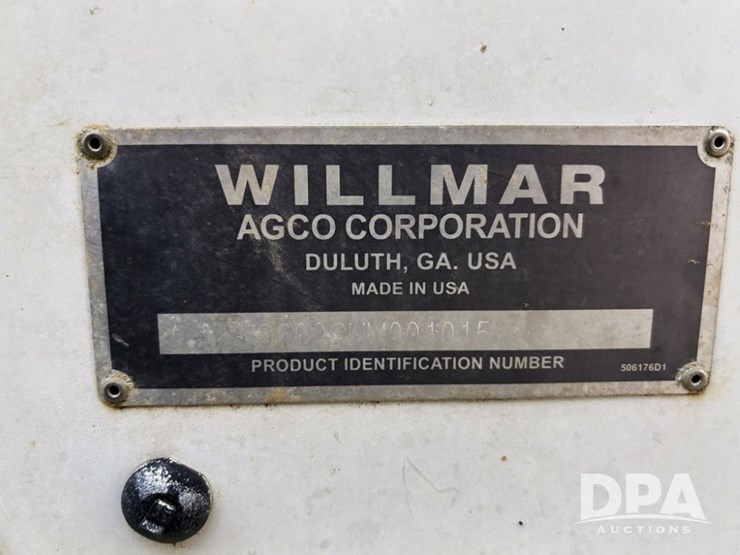 WILLMAR
AGCO CORPORATION
DULUTH, GA. USA
MADE IN USA
PRODUCT IDENTIFICATION NUMBER
506176D1
DPA
AUCTIONS